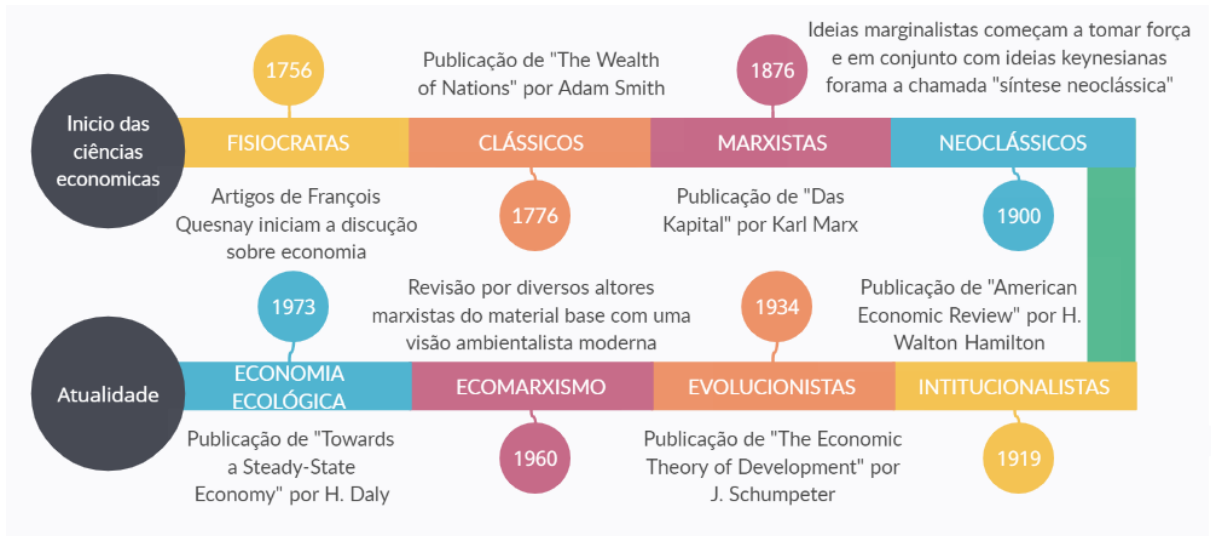 Inicio das
ciências
economicas
1756
FISIOCRATAS
Artigos de François
Quesnay iniciam a discução
sobre economia
Publicação de "The Wealth
of Nations" por Adam Smith
CLÁSSICOS
1776
1876
MARXISTAS
Publicação de "Das
Kapital" por Karl Marx
Ideias marginalistas começam a tomar força
e em conjunto com ideias keynesianas
forama a chamada "síntese neoclássica"
NEOCLÁSSICOS
1900
Publicação de "American
Economic Review" por H.
Walton Hamilton
INTITUCIONALISTAS
1919
1934
EVOLUCIONISTAS
Publicação de "The Economic
Theory of Development" por
J. Schumpeter
Revisão por diversos altores
marxistas do material base com uma
visão ambientalista moderna
ECOMARXISMO
1960
1973
ECONOMIA
ECOLÓGICA
Publicação de "Towards
a Steady-State
Economy" por H. Daly
Atualidade